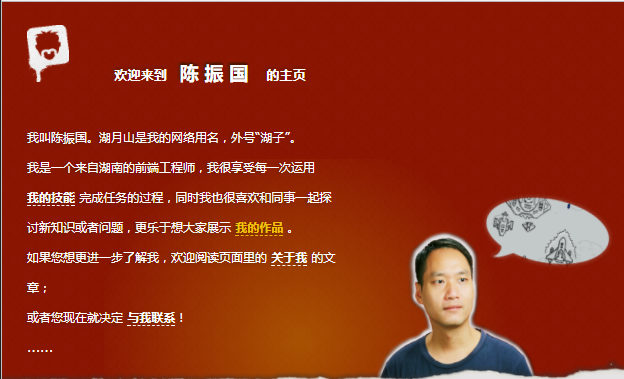 欢迎来到 陈 振 国 的主页
我叫陈振国。湖月山是我的网络用名，外号“湖子”。
我是一个来自湖南的前端工程师，我很享受每一次运用
我的技能 完成任务的过程，同时我也很喜欢和同事一起探
讨新知识或者问题，更乐于想大家展示 我的作品 。
如果您想更进一步了解我，欢迎阅读页面里的 关于我 的文
章；
或者您现在就决定 与我联系！
……